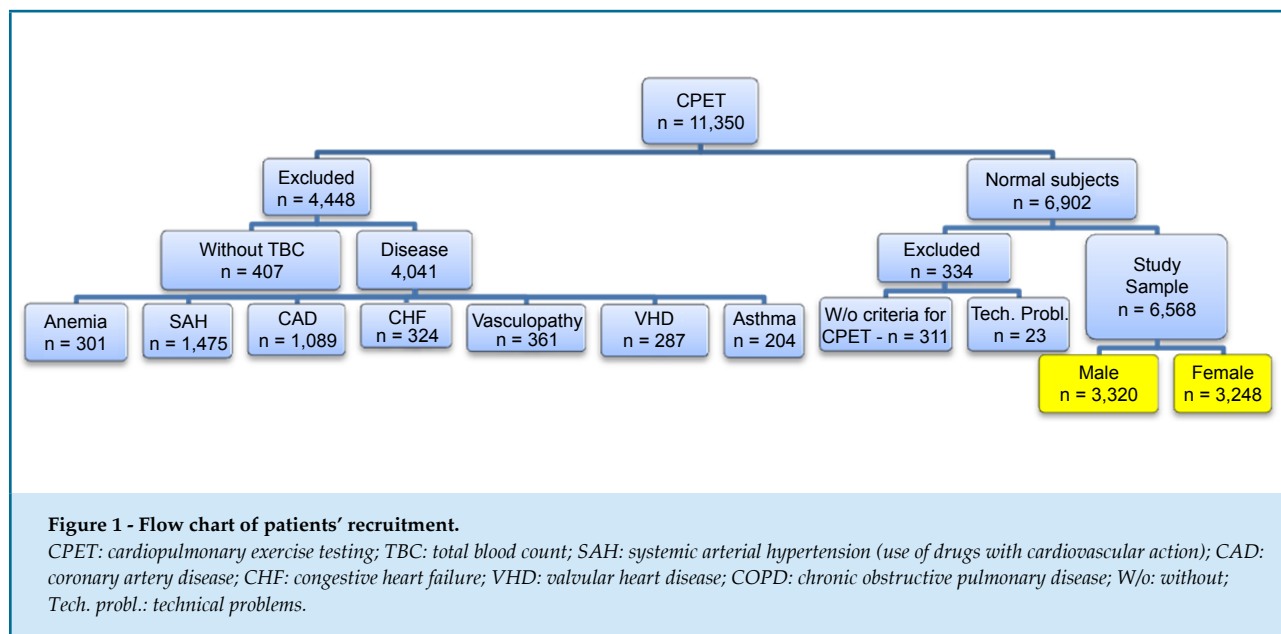 CPET
n = 11,350
Excluded
n = 4,448
Normal subjects
n = 6,902
Without TBC
n = 407
Disease
4,041
Excluded
n = 334
Study
Sample
n = 6,568
Anemia
n = 301
SAH
n = 1,475
CAD
n = 1,089
CHF
n = 324
Vasculopathy
n = 361
VHD
n = 287
Asthma
n = 204
W/o criteria for
CPET - n = 311
Tech. Probl.
n = 23
Male
n = 3,320
Female
n = 3,248
Figure 1 - Flow chart of patients' recruitment.
CPET: cardiopulmonary exercise testing; TBC: total blood count; SAH: systemic arterial hypertension (use of drugs with cardiovascular action); CAD:
coronary artery disease; CHF: congestive heart failure; VHD: valvular heart disease; COPD: chronic obstructive pulmonary disease; W/o: without;
Tech. probl.: technical problems.